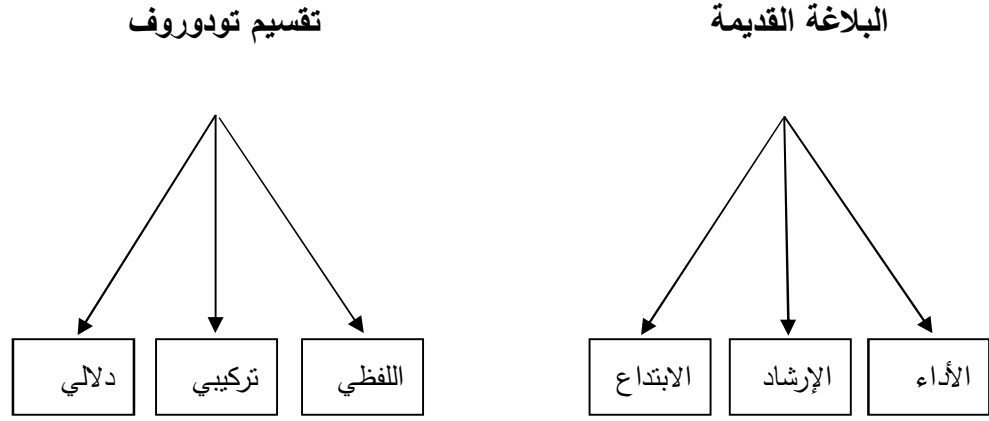 البلاغة القديمة
تقسيم تودوروف
الأداء
الإرشاد
الابتداع
اللفظي
تركيبي
دلالي